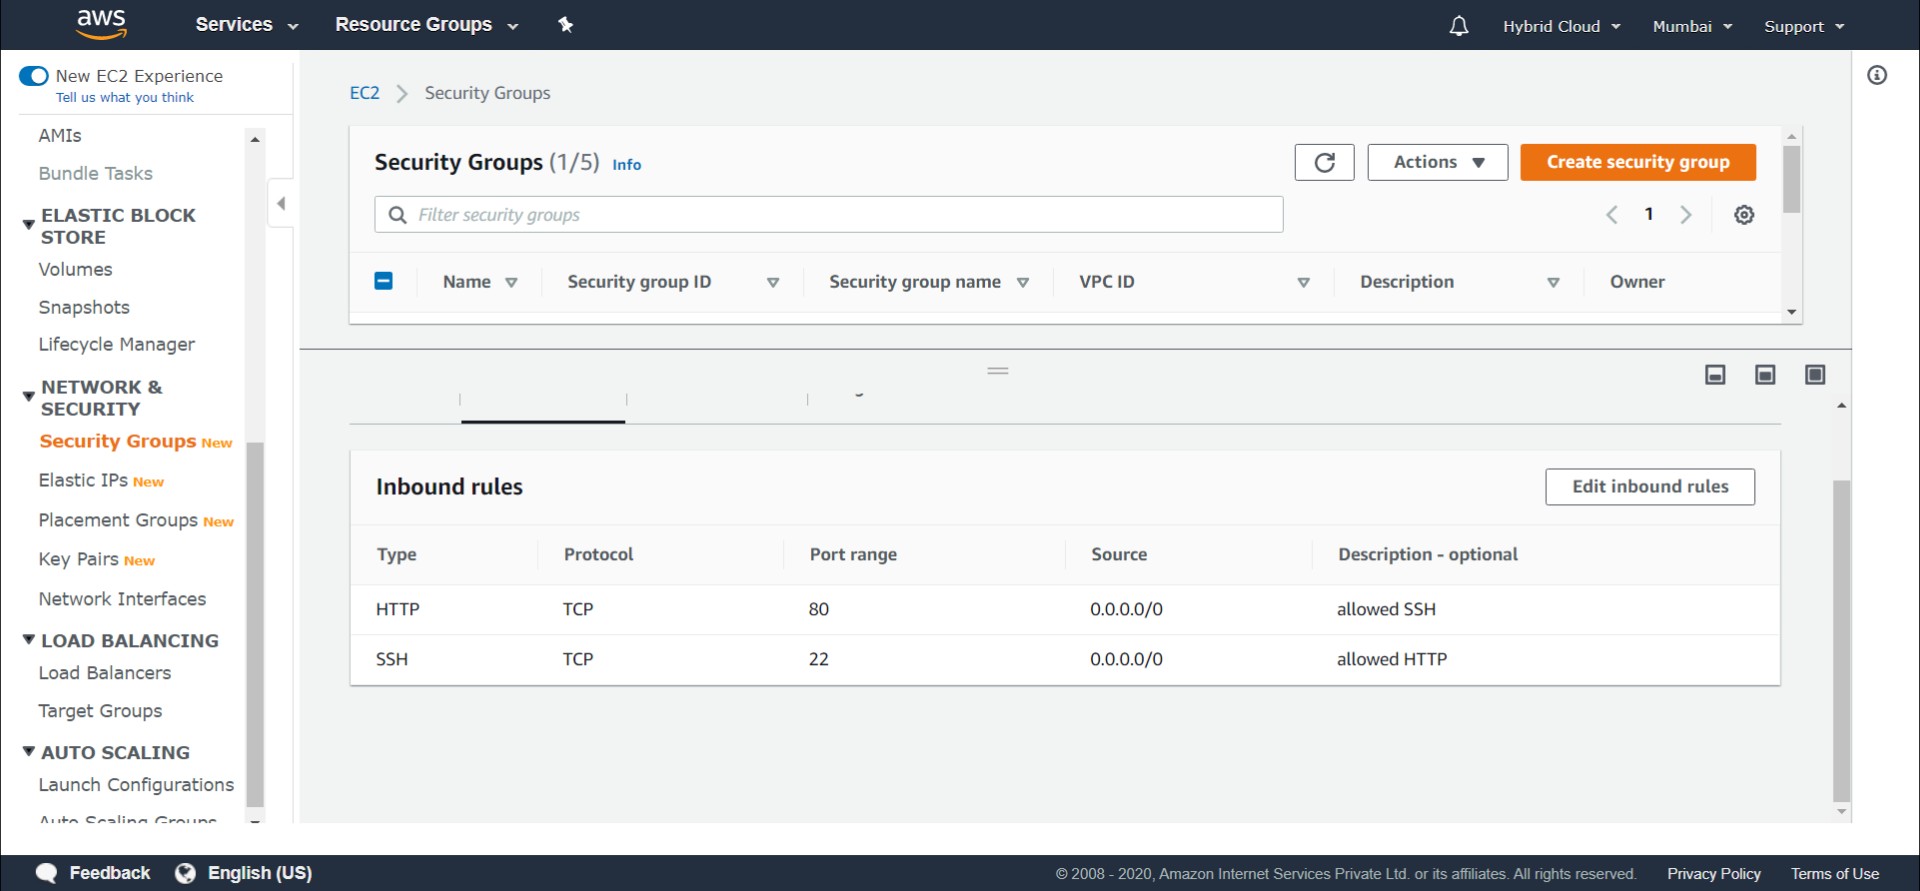 aws Services Resource Groups Hybrid Cloud Mumbai Support
New EC2 Experience
Tell us what you think
AMIs
Bundle Tasks
ELASTIC BLOCK
STORE
Volumes
Snapshots
Lifecycle Manager
NETWORK &
SECURITY
Security Groups New
Elastic IPs New
Placement Groups New
Key Pairs New
Network Interfaces
LOAD BALANCING
Load Balancers
Target Groups
AUTO SCALING
Launch Configurations
Auto Scaling Groups
EC2 Security Groups
Security Groups (1/5) Info Actions Create security group
Filter security groups 1
Name Security group ID Security group name VPC ID Description Owner
Inbound rules Edit inbound rules
Type Protocol Port range Source Description - optional
HTTP TCP 80 0.0.0.0/0 allowed SSH
SSH TCP 22 0.0.0.0/0 allowed HTTP
Feedback English (US) © 2008 - 2020, Amazon Internet Services Private Ltd. or its affiliates. All rights reserved. Privacy Policy Terms of Use